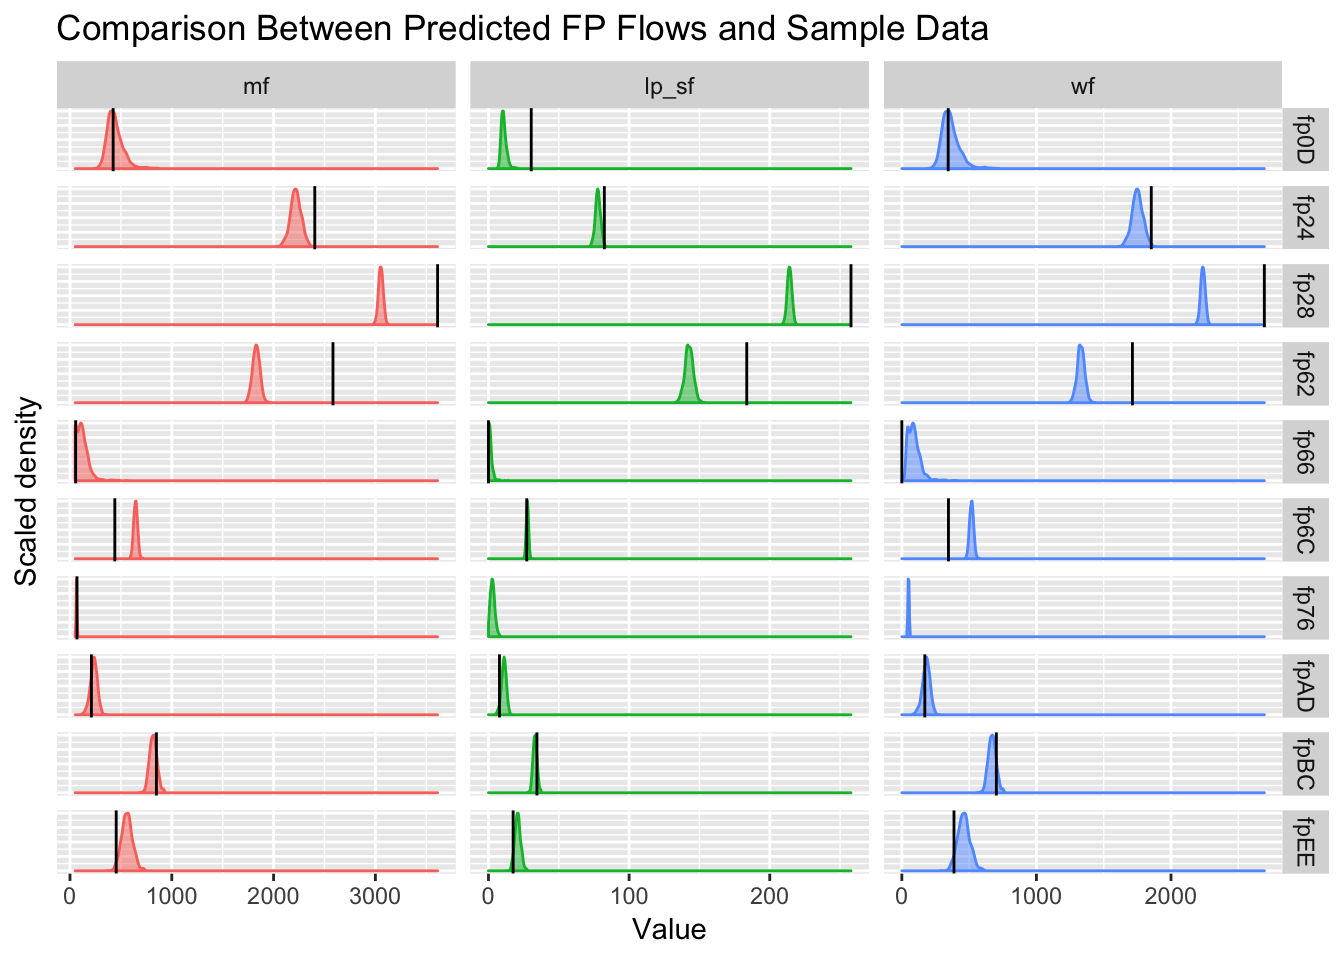 Comparison Between Predicted FP Flows and Sample Data
mf
lp_sf
wf
fp0D
fp24
fp28
fp62
fp66
fp6C
fp76
fpAD
fpBC
fpEE
Scaled density
0 1000 2000 3000
0 100 200
0 1000 2000
Value